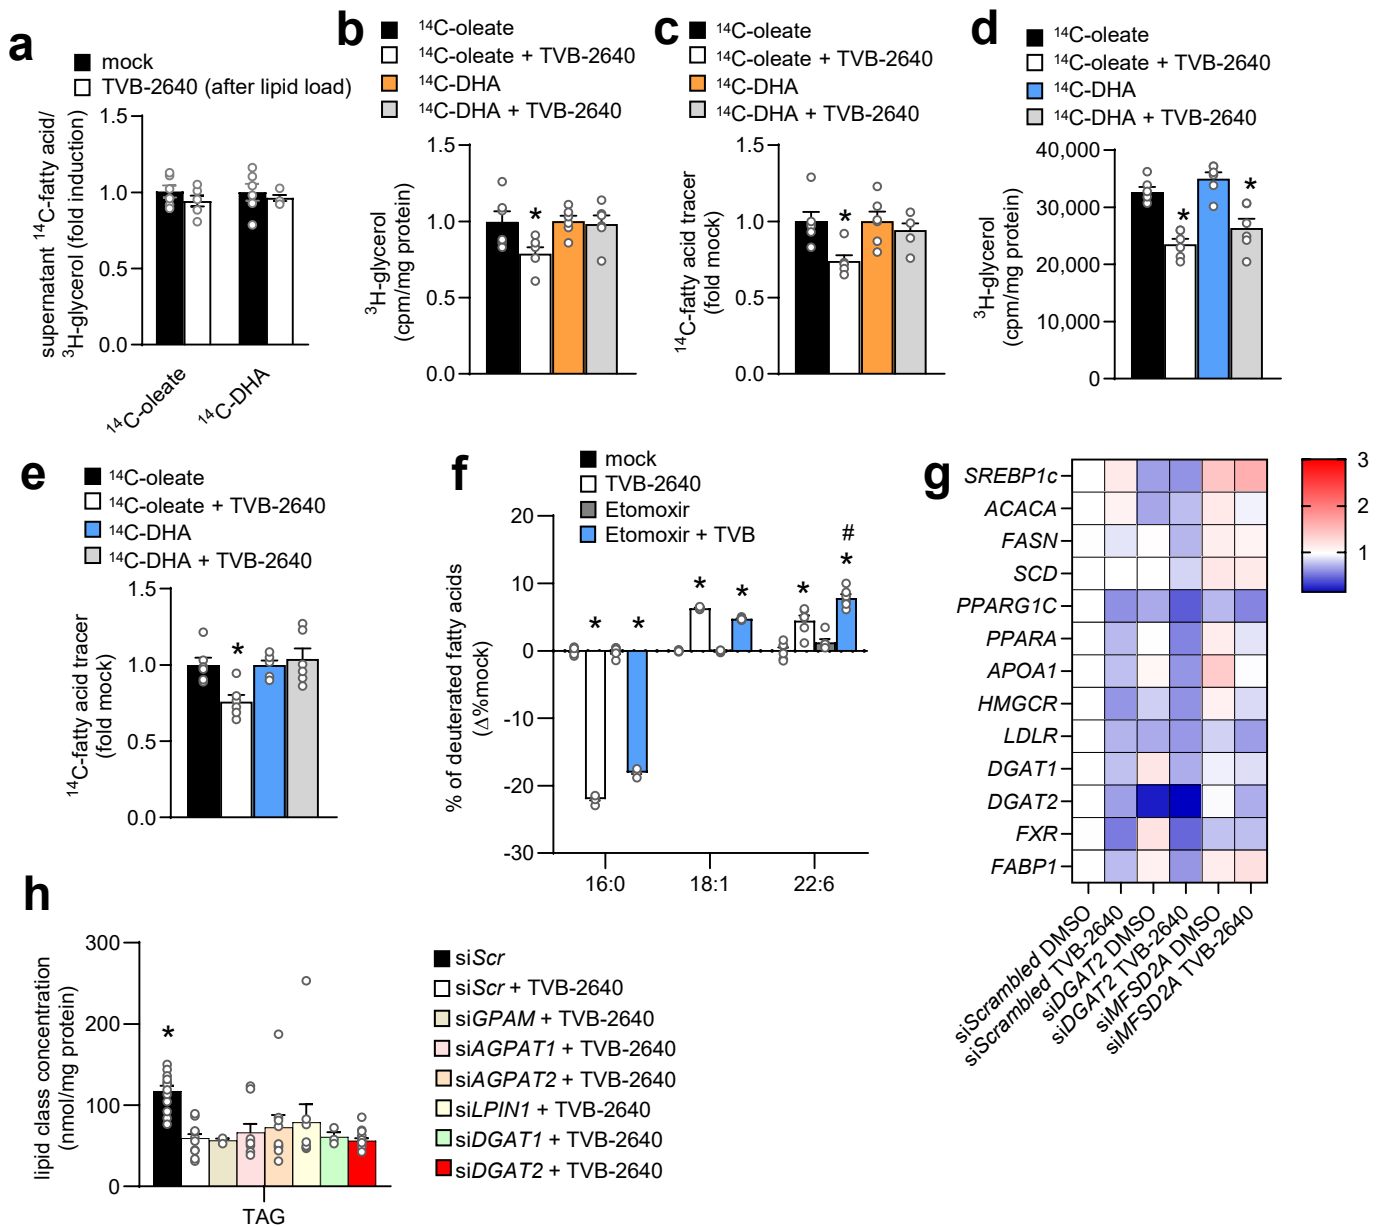 a
mock
TVB-2640 (after lipid load)
supernatant ¹⁴C-fatty acid/
³H-glycerol (fold induction)
1.5
1.0
0.5
0.0
¹⁴C-oleate
¹⁴C-DHA
b
¹⁴C-oleate
¹⁴C-oleate + TVB-2640
¹⁴C-DHA
¹⁴C-DHA + TVB-2640
³H-glycerol
(cpm/mg protein)
1.5
1.0
0.5
0.0
*
c
¹⁴C-oleate
¹⁴C-oleate + TVB-2640
¹⁴C-DHA
¹⁴C-DHA + TVB-2640
¹⁴C-fatty acid tracer
(fold mock)
1.5
1.0
0.5
0.0
*
d
¹⁴C-oleate
¹⁴C-oleate + TVB-2640
¹⁴C-DHA
¹⁴C-DHA + TVB-2640
³H-glycerol
(cpm/mg protein)
40,000
30,000
20,000
10,000
0
*
*
e
¹⁴C-oleate
¹⁴C-oleate + TVB-2640
¹⁴C-DHA
¹⁴C-DHA + TVB-2640
¹⁴C-fatty acid tracer
(fold mock)
1.5
1.0
0.5
0.0
*
f
mock
TVB-2640
Etomoxir
Etomoxir + TVB
% of deuterated fatty acids
(Δ%mock)
20
10
0
-10
-20
-30
* *
* *
* # *
16:0
18:1
22:6
g
SREBP1c
ACACA
FASN
SCD
PPARG1C
PPARA
APOA1
HMGCR
LDLR
DGAT1
DGAT2
FXR
FABP1
siScrambled DMSO
siScrambled TVB-2640
siDGAT2 DMSO
siDGAT2 TVB-2640
siMFSD2A DMSO
siMFSD2A TVB-2640
3
2
1
h
lipid class concentration
(nmol/mg protein)
300
200
100
0
*
TAG
siScr
siScr + TVB-2640
siGPAM + TVB-2640
siAGPAT1 + TVB-2640
siAGPAT2 + TVB-2640
siLPIN1 + TVB-2640
siDGAT1 + TVB-2640
siDGAT2 + TVB-2640